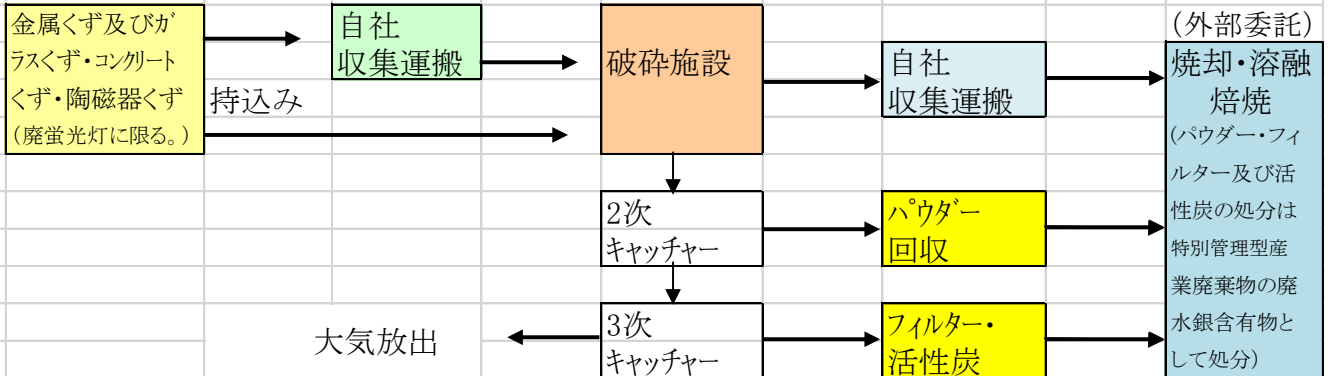 金属くず及びガ
ラスくず・コンクリート
くず・陶磁器くず
(廃蛍光灯に限る。)
自社
収集運搬
持込み
破砕施設
自社
収集運搬
(外部委託)
焼却・溶融
焙焼
(パウダー・フィ
ルター及び活
性炭の処分は
特別管理型産
業廃棄物の廃
水銀含有物と
して処分)
2次
キャッチャー
パウダー
回収
3次
キャッチャー
フィルター・
活性炭
大気放出